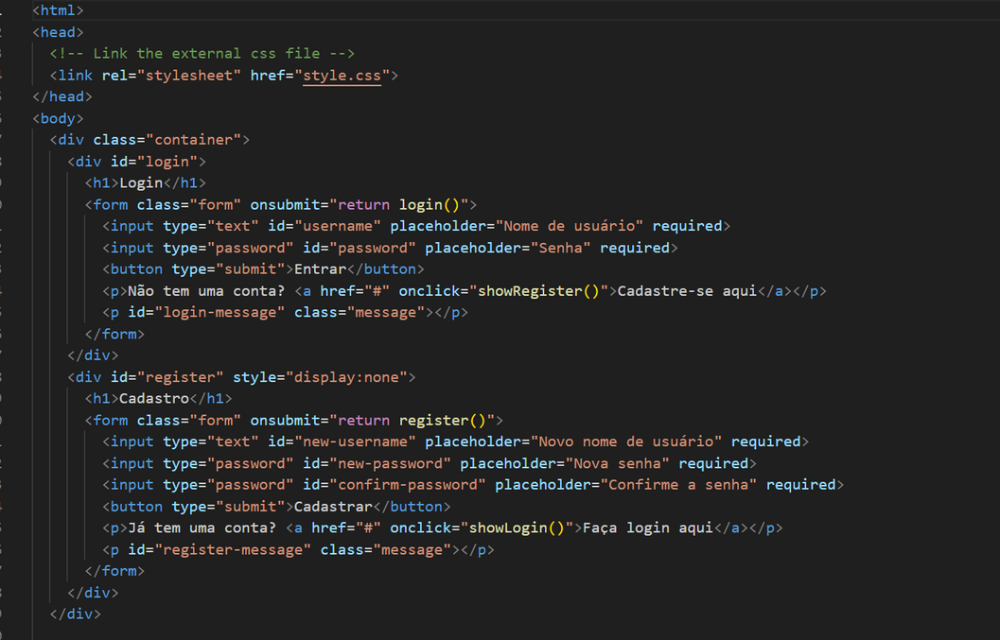 <html>
<head>
<!-- Link the external css file -->
<link rel="stylesheet" href="style.css">
</head>
<body>
<div class="container">
<div id="login">
<h1>Login</h1>
<form class="form" onsubmit="return login()">
<input type="text" id="username" placeholder="Nome de usuário" required>
<input type="password" id="password" placeholder="Senha" required>
<button type="submit">Entrar</button>
<p>Não tem uma conta? <a href="#" onclick="showRegister()">Cadastre-se aqui</a></p>
<p id="login-message" class="message"></p>
</form>
</div>
<div id="register" style="display:none">
<h1>Cadastro</h1>
<form class="form" onsubmit="return register()">
<input type="text" id="new-username" placeholder="Novo nome de usuário" required>
<input type="password" id="new-password" placeholder="Nova senha" required>
<input type="password" id="confirm-password" placeholder="Confirme a senha" required>
<button type="submit">Cadastrar</button>
<p>Já tem uma conta? <a href="#" onclick="showLogin()">Faça login aqui</a></p>
<p id="register-message" class="message"></p>
</form>
</div>
</div>